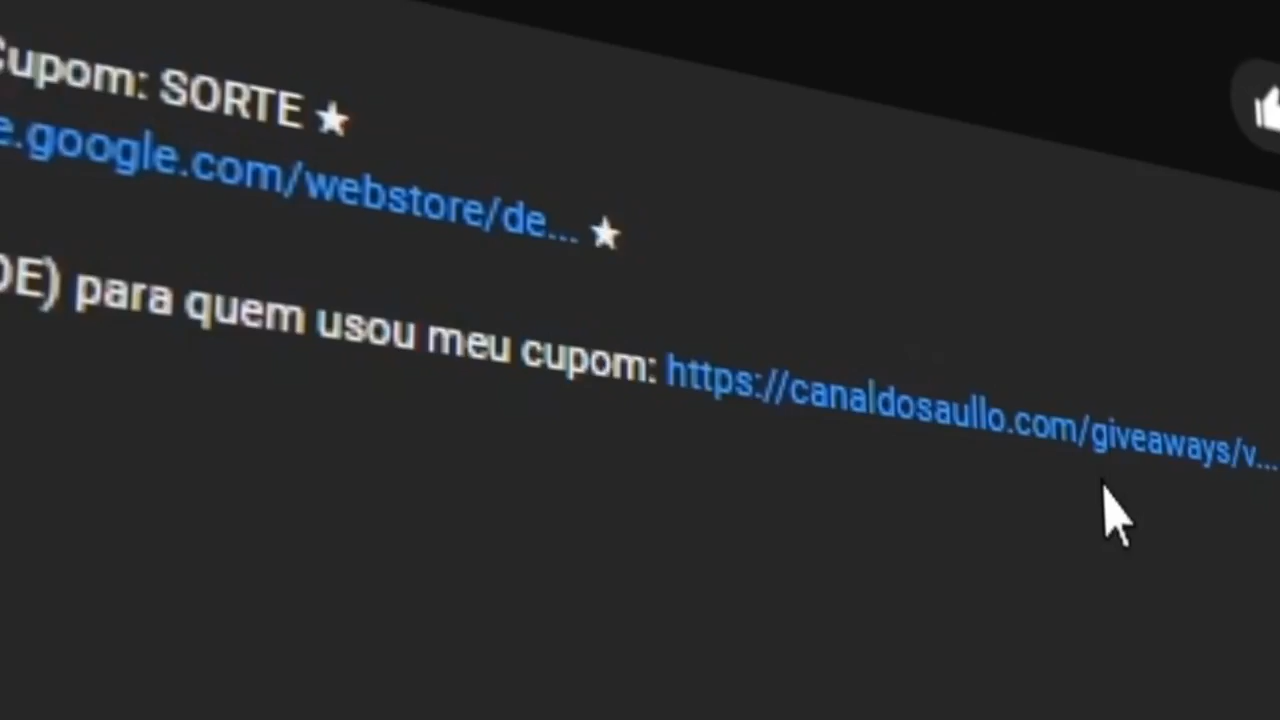 Cupom: SORTE ★
e.google.com/webstore/de... ★
DE) para quem usou meu cupom: https://canaldosaullo.com/giveaways/v...